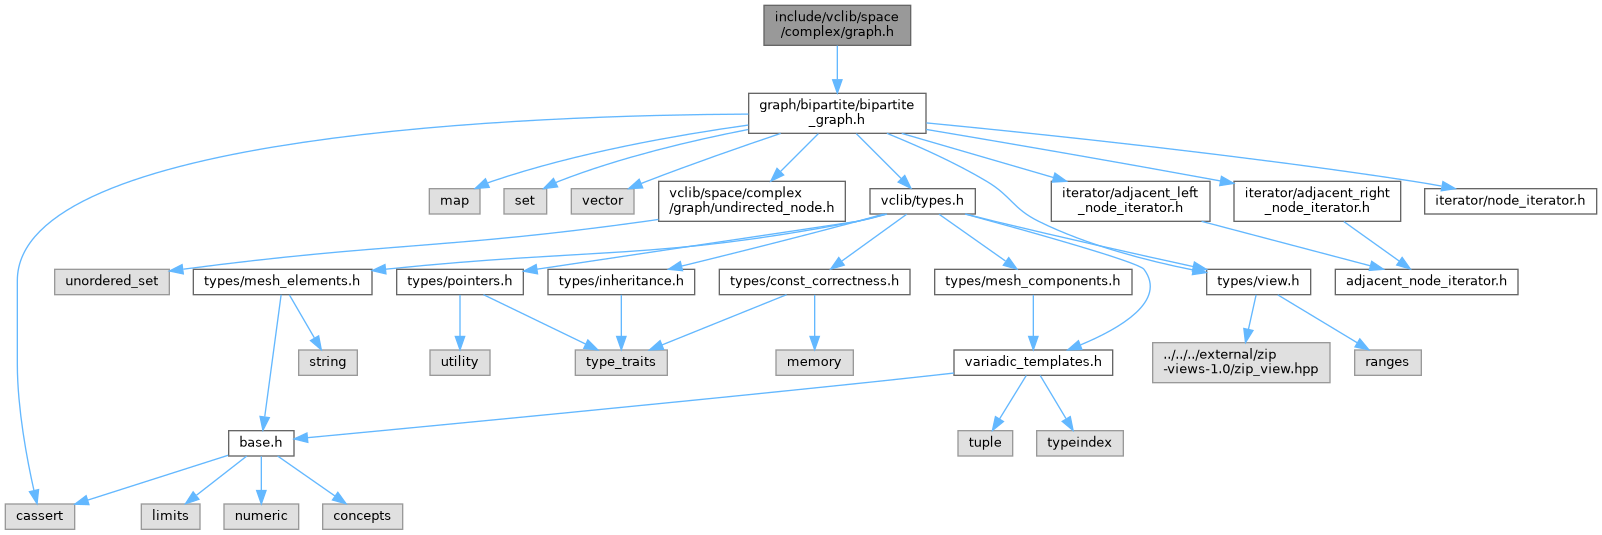 include/vclib/space
/complex/graph.h
graph/bipartite/bipartite
_graph.h
map
set
vector
vclib/space/complex
/graph/undirected_node.h
vclib/types.h
iterator/adjacent_left
_node_iterator.h
iterator/adjacent_right
_node_iterator.h
iterator/node_iterator.h
unordered_set
types/mesh_elements.h
types/pointers.h
types/inheritance.h
types/const_correctness.h
types/mesh_components.h
types/view.h
adjacent_node_iterator.h
string
utility
type_traits
memory
variadic_templates.h
../../../external/zip
-views-1.0/zip_view.hpp
ranges
base.h
tuple
typeindex
cassert
limits
numeric
concepts